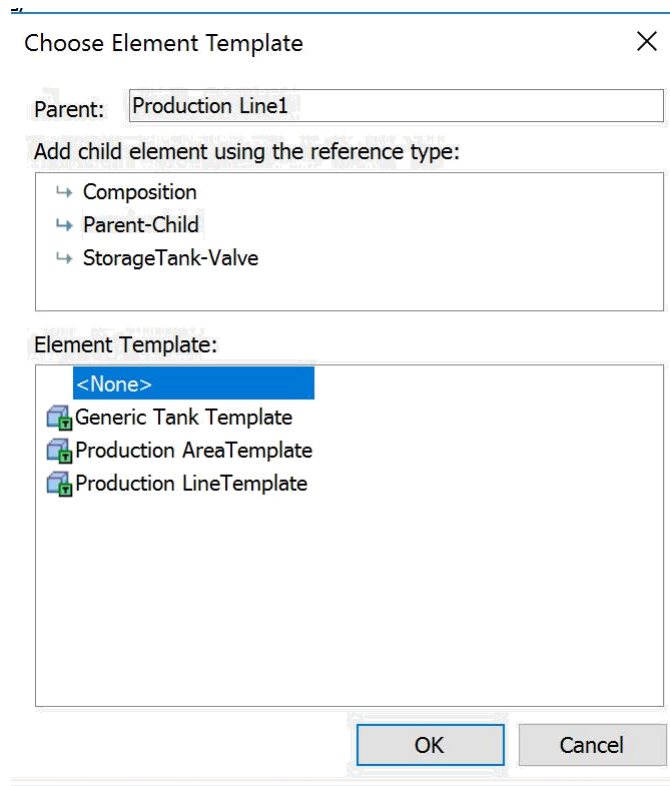 Choose Element Template
Parent: Production Line1
Add child element using the reference type:
Composition
Parent-Child
StorageTank-Valve
Element Template:
<None>
Generic Tank Template
Production AreaTemplate
Production LineTemplate
OK Cancel